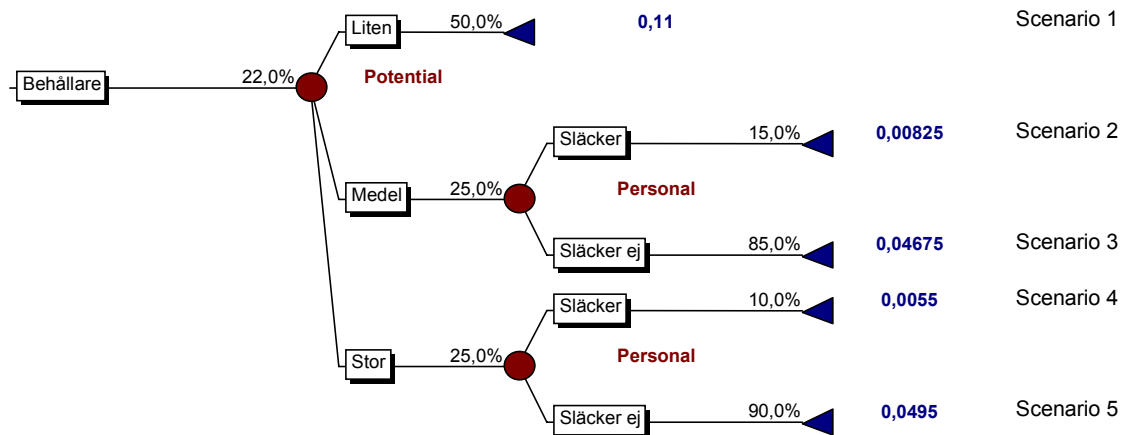 Liten 50,0% 0,11 Scenario 1
Behållare 22,0% Potential
Släcker 15,0% 0,00825 Scenario 2
Medel 25,0% Personal
Släcker ej 85,0% 0,04675 Scenario 3
Släcker 10,0% 0,0055 Scenario 4
Stor 25,0% Personal
Släcker ej 90,0% 0,0495 Scenario 5